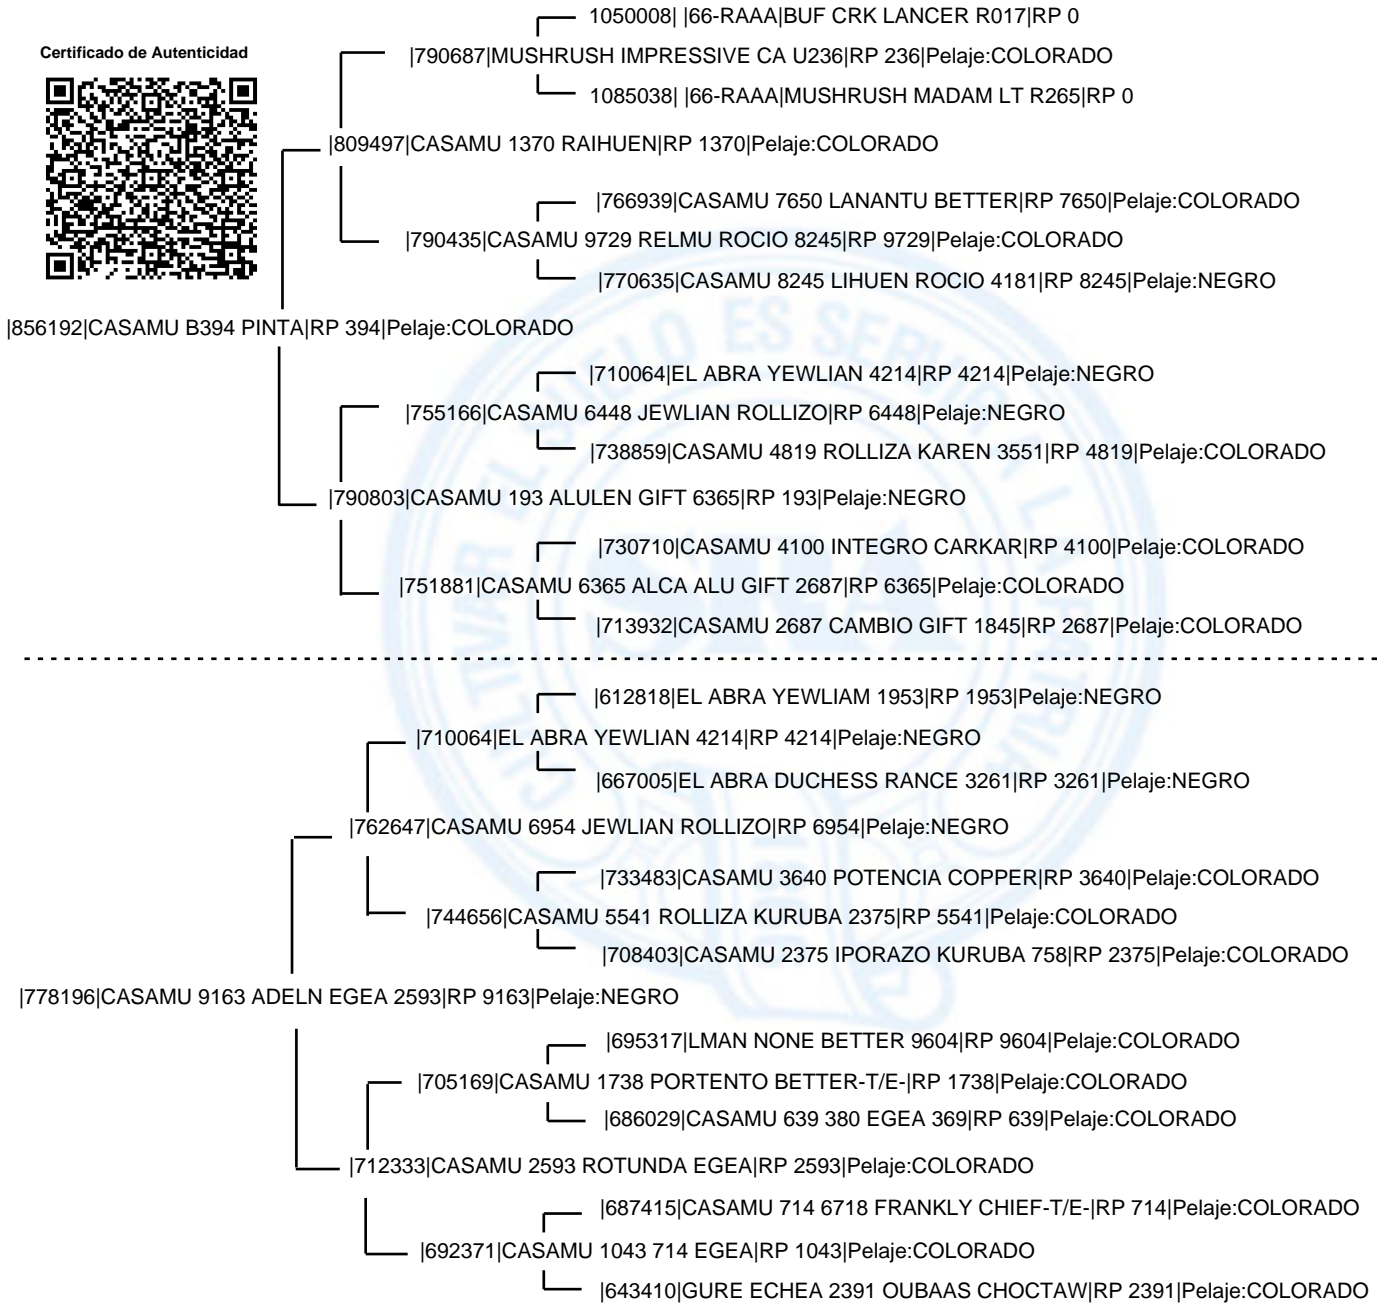 1050008| |66-RAAA|BUF CRK LANCER R017|RP 0
Certificado de Autenticidad
|790687|MUSHRUSH IMPRESSIVE CA U236|RP 236|Pelaje:COLORADO
1085038| |66-RAAA|MUSHRUSH MADAM LT R265|RP 0
|809497|CASAMU 1370 RAIHUEN|RP 1370|Pelaje:COLORADO
|766939|CASAMU 7650 LANANTU BETTER|RP 7650|Pelaje:COLORADO
|790435|CASAMU 9729 RELMU ROCIO 8245|RP 9729|Pelaje:COLORADO
|770635|CASAMU 8245 LIHUEN ROCIO 4181|RP 8245|Pelaje:NEGRO
|856192|CASAMU B394 PINTA|RP 394|Pelaje:COLORADO
|710064|EL ABRA YEWLIAN 4214|RP 4214|Pelaje:NEGRO
|755166|CASAMU 6448 JEWLIAN ROLLIZO|RP 6448|Pelaje:NEGRO
|738859|CASAMU 4819 ROLLIZA KAREN 3551|RP 4819|Pelaje:COLORADO
|790803|CASAMU 193 ALULEN GIFT 6365|RP 193|Pelaje:NEGRO
|730710|CASAMU 4100 INTEGRO CARKAR|RP 4100|Pelaje:COLORADO
|751881|CASAMU 6365 ALCA ALU GIFT 2687|RP 6365|Pelaje:COLORADO
|713932|CASAMU 2687 CAMBIO GIFT 1845|RP 2687|Pelaje:COLORADO
|612818|EL ABRA YEWLIAM 1953|RP 1953|Pelaje:NEGRO
|710064|EL ABRA YEWLIAN 4214|RP 4214|Pelaje:NEGRO
|667005|EL ABRA DUCHESS RANCE 3261|RP 3261|Pelaje:NEGRO
|762647|CASAMU 6954 JEWLIAN ROLLIZO|RP 6954|Pelaje:NEGRO
|733483|CASAMU 3640 POTENCIA COPPER|RP 3640|Pelaje:COLORADO
|744656|CASAMU 5541 ROLLIZA KURUBA 2375|RP 5541|Pelaje:COLORADO
|708403|CASAMU 2375 IPORAZO KURUBA 758|RP 2375|Pelaje:COLORADO
|778196|CASAMU 9163 ADELN EGEA 2593|RP 9163|Pelaje:NEGRO
|695317|LMAN NONE BETTER 9604|RP 9604|Pelaje:COLORADO
|705169|CASAMU 1738 PORTENTO BETTER-T/E-|RP 1738|Pelaje:COLORADO
|686029|CASAMU 639 380 EGEA 369|RP 639|Pelaje:COLORADO
|712333|CASAMU 2593 ROTUNDA EGEA|RP 2593|Pelaje:COLORADO
|687415|CASAMU 714 6718 FRANKLY CHIEF-T/E-|RP 714|Pelaje:COLORADO
|692371|CASAMU 1043 714 EGEA|RP 1043|Pelaje:COLORADO
|643410|GURE ECHEA 2391 OUBAAS CHOCTAW|RP 2391|Pelaje:COLORADO
CULTIVAR EL SUELO ES SERVIR A LA PATRIA
SRA
1866